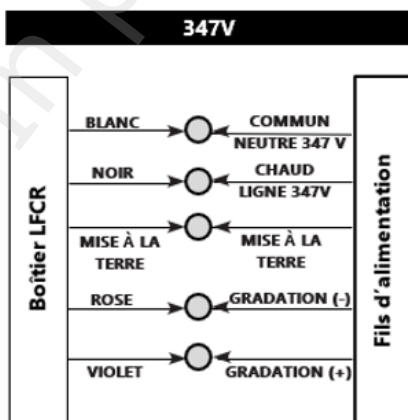 347V
BLANC
COMMUN
NEUTRE 347 V
NOIR
CHAUD
LIGNE 347V
MISE À LA
TERRE
MISE À LA
TERRE
ROSE
GRADATION (-)
VIOLET
GRADATION (+)
Boîtier LFCR
Fils d'alimentation